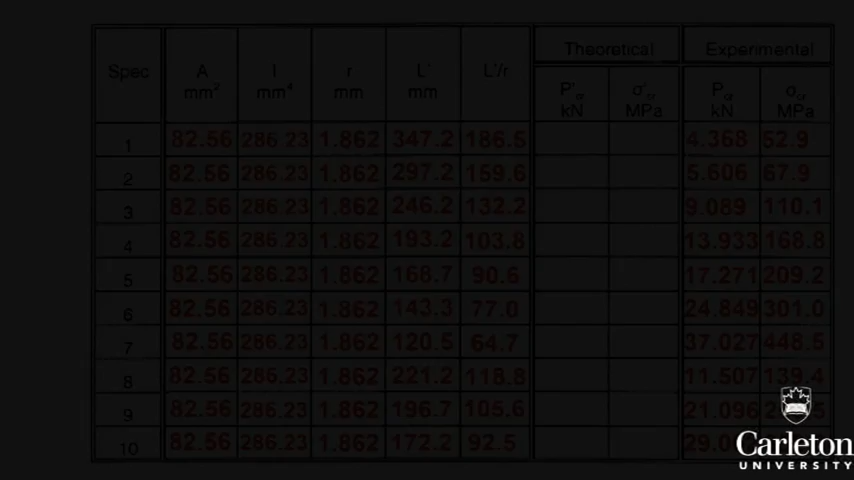 Spec A mm² I mm⁴ r mm L' mm L'/r Theoretical Experimental
P'cr kN σ'cr MPa Pcr kN σcr MPa
1 82.56 286.23 1.862 347.2 186.5 4.368 52.9
2 82.56 286.23 1.862 297.2 159.6 5.606 67.9
3 82.56 286.23 1.862 246.2 132.2 9.089 110.1
4 82.56 286.23 1.862 193.2 103.8 13.933 168.8
5 82.56 286.23 1.862 168.7 90.6 17.271 209.2
6 82.56 286.23 1.862 143.3 77.0 24.849 301.0
7 82.56 286.23 1.862 120.5 64.7 37.027 448.5
8 82.56 286.23 1.862 221.2 118.8 11.507 139.4
9 82.56 286.23 1.862 196.7 105.6 21.096
10 82.56 286.23 1.862 172.2 92.5
Carleton
UNIVERSITY